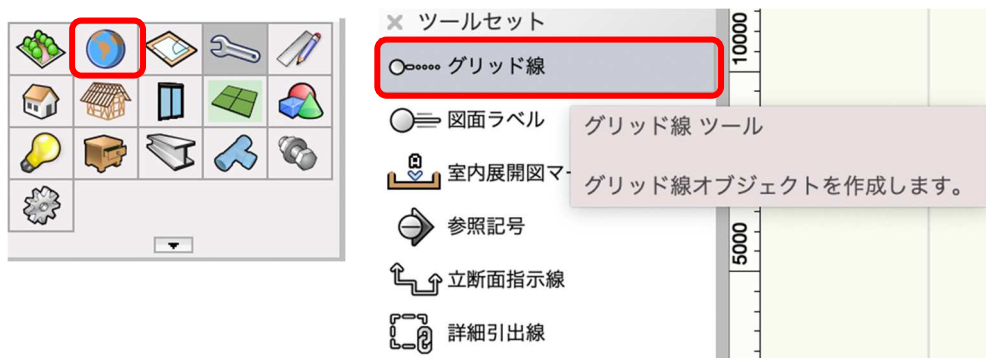 ツールセット
グリッド線
図面ラベル
室内展開図マー
参照記号
立断面指示線
詳細引出線
グリッド線 ツール
グリッド線オブジェクトを作成します。
10000
5000